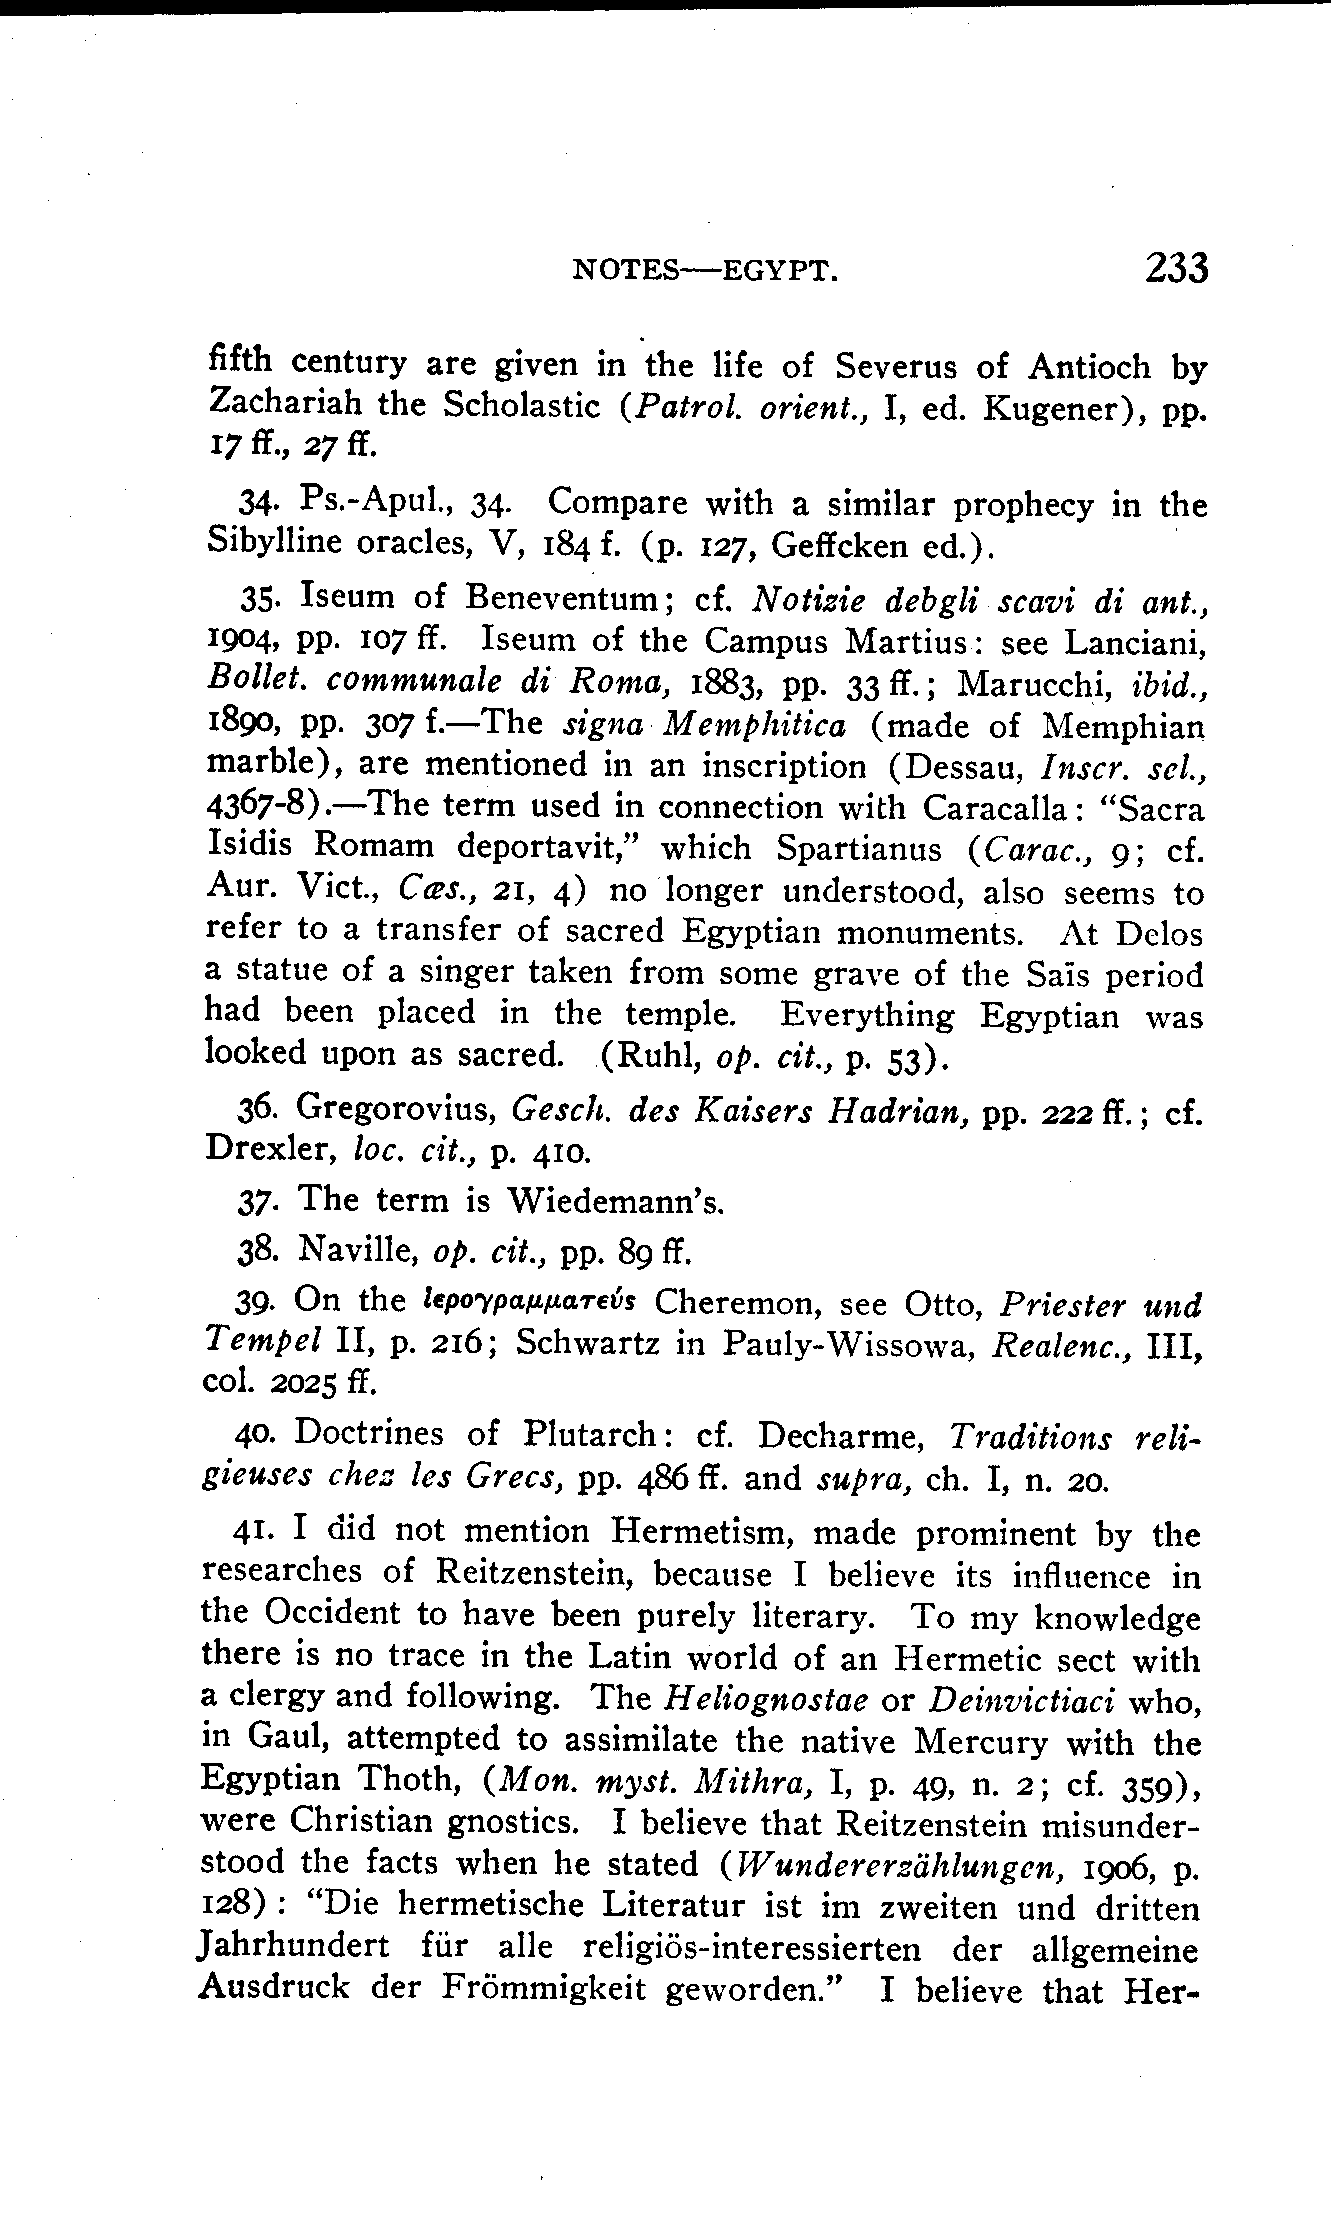 NOTES—EGYPT. 233
fifth century are given in the life of Severus of Antioch by
Zachariah the Scholastic (Patrol. orient., I, ed. Kugener), pp.
17 ff., 27 ff.
34. Ps.-Apul., 34. Compare with a similar prophecy in the
Sibylline oracles, V, 184 f. (p. 127, Geffcken ed.).
35. Iseum of Beneventum; cf. Notizie debgli scavi di ant.,
1904, pp. 107 ff. Iseum of the Campus Martius: see Lanciani,
Bollet. communale di Roma, 1883, pp. 33 ff.; Marucchi, ibid.,
1890, pp. 307 f.—The signa Memphitica (made of Memphian
marble), are mentioned in an inscription (Dessau, Inscr. sel.,
4367-8).—The term used in connection with Caracalla: "Sacra
Isidis Romam deportavit," which Spartianus (Carac., 9; cf.
Aur. Vict., Cæs., 21, 4) no longer understood, also seems to
refer to a transfer of sacred Egyptian monuments. At Delos
a statue of a singer taken from some grave of the Saïs period
had been placed in the temple. Everything Egyptian was
looked upon as sacred. (Ruhl, op. cit., p. 53).
36. Gregorovius, Gesch. des Kaisers Hadrian, pp. 222 ff.; cf.
Drexler, loc. cit., p. 410.
37. The term is Wiedemann's.
38. Naville, op. cit., pp. 89 ff.
39. On the ἱερογραμματεύς Cheremon, see Otto, Priester und
Tempel II, p. 216; Schwartz in Pauly-Wissowa, Realenc., III,
col. 2025 ff.
40. Doctrines of Plutarch: cf. Decharme, Traditions reli-
gieuses chez les Grecs, pp. 486 ff. and supra, ch. I, n. 20.
41. I did not mention Hermetism, made prominent by the
researches of Reitzenstein, because I believe its influence in
the Occident to have been purely literary. To my knowledge
there is no trace in the Latin world of an Hermetic sect with
a clergy and following. The Heliognostae or Deinvictiaci who,
in Gaul, attempted to assimilate the native Mercury with the
Egyptian Thoth, (Mon. myst. Mithra, I, p. 49, n. 2; cf. 359),
were Christian gnostics. I believe that Reitzenstein misunder-
stood the facts when he stated (Wundererzählungen, 1906, p.
128): "Die hermetische Literatur ist im zweiten und dritten
Jahrhundert für alle religiös-interessierten der allgemeine
Ausdruck der Frömmigkeit geworden." I believe that Her-